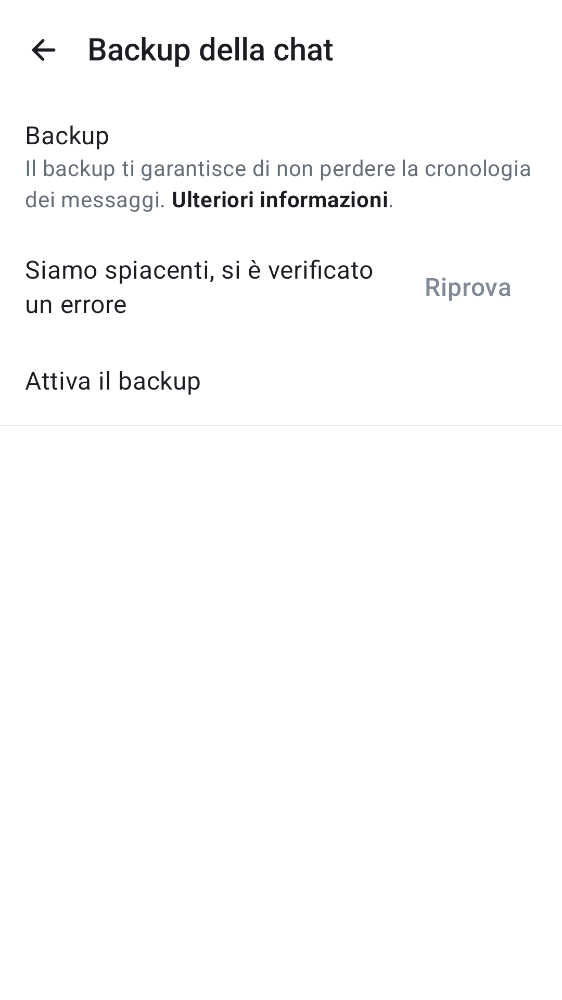 Backup della chat
Backup
Il backup ti garantisce di non perdere la cronologia
dei messaggi. Ulteriori informazioni.
Siamo spiacenti, si è verificato
un errore
Riprova
Attiva il backup